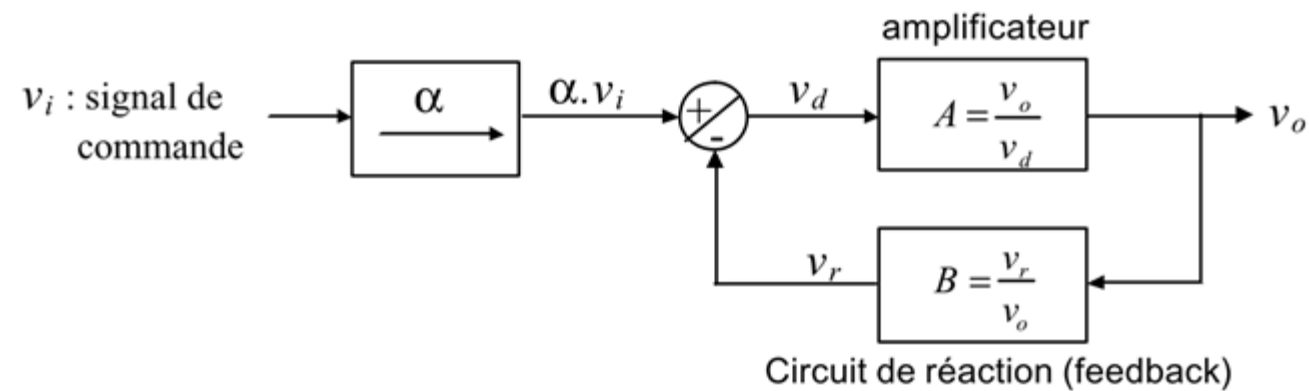 amplificateur
v_i : signal de
commande
α
α.v_i
+
-
v_d
A = v_o / v_d
v_o
v_r
B = v_r / v_o
Circuit de réaction (feedback)